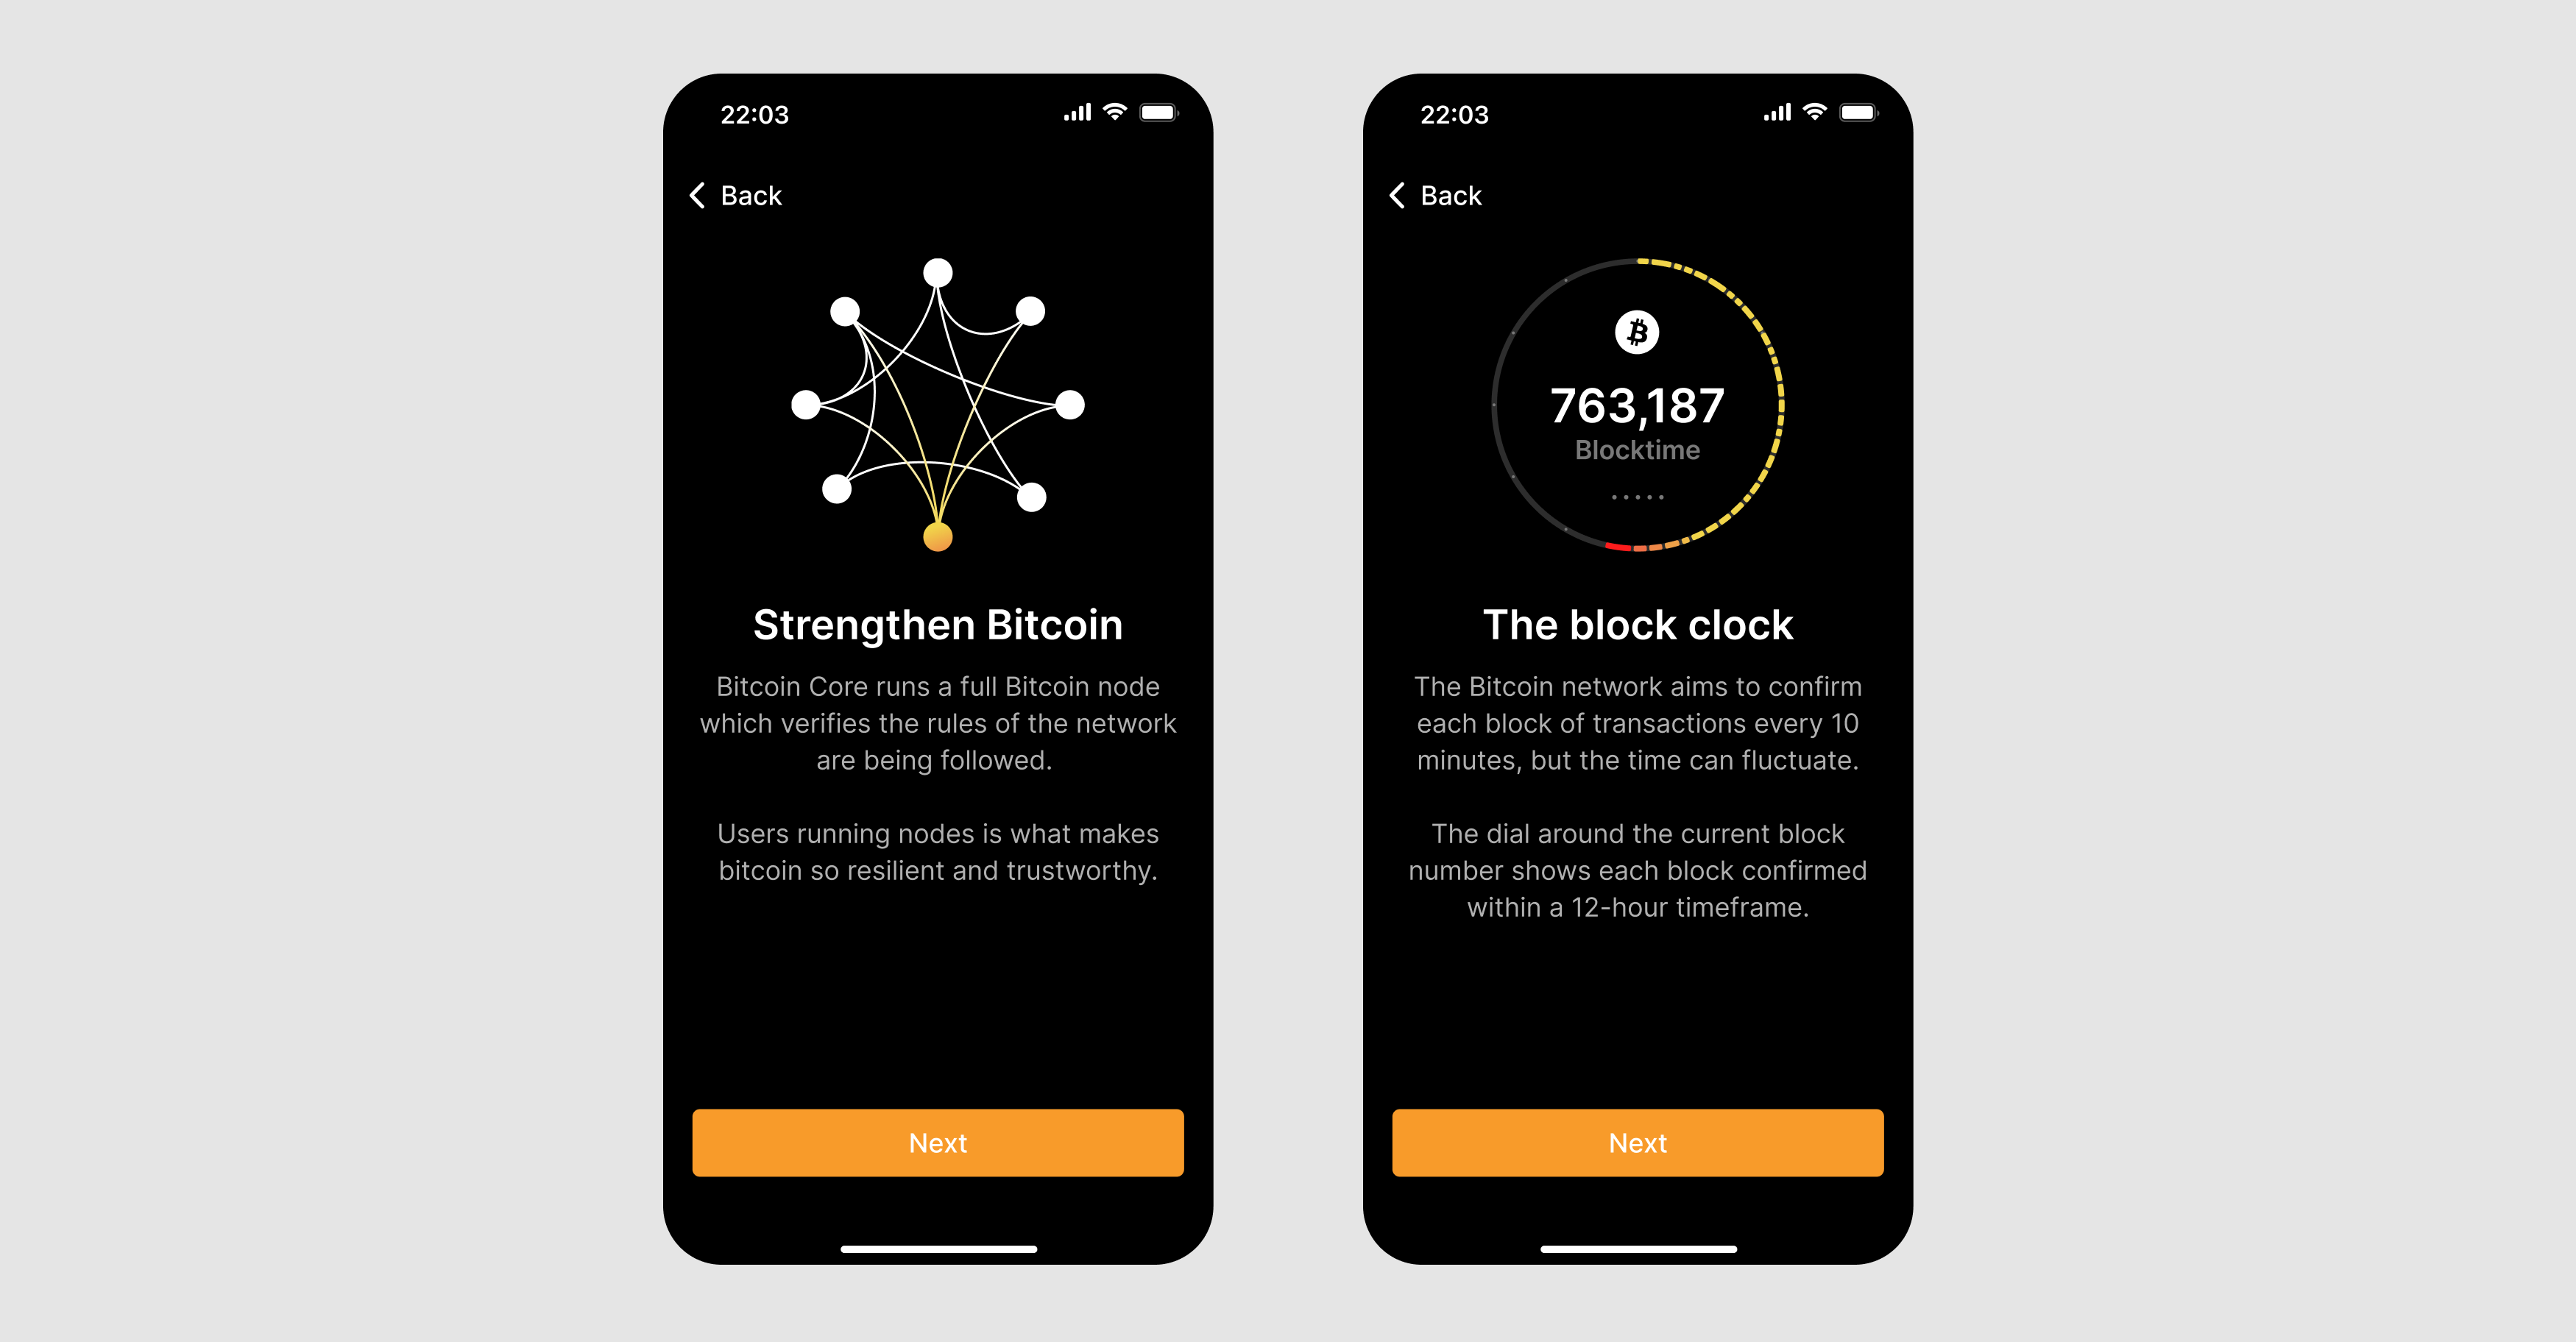 22:03
Back
Strengthen Bitcoin
Bitcoin Core runs a full Bitcoin node
which verifies the rules of the network
are being followed.
Users running nodes is what makes
bitcoin so resilient and trustworthy.
Next
22:03
Back
763,187
Blocktime
The block clock
The Bitcoin network aims to confirm
each block of transactions every 10
minutes, but the time can fluctuate.
The dial around the current block
number shows each block confirmed
within a 12-hour timeframe.
Next